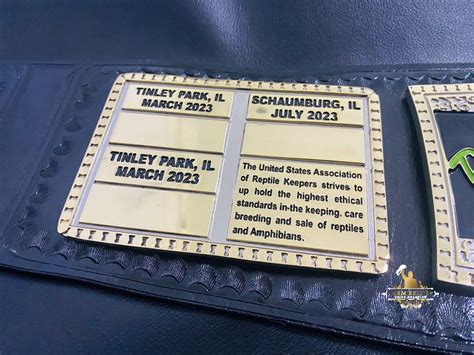 TINLEY PARK, IL
MARCH 2023
TINLEY PARK, IL
MARCH 2023
SCHAUMBURG, IL
JULY 2023
The United States Association
of Reptile Keepers strives to
up hold the highest ethical
standards in-the keeping, care
breeding and sale of reptiles
and Amphibians.